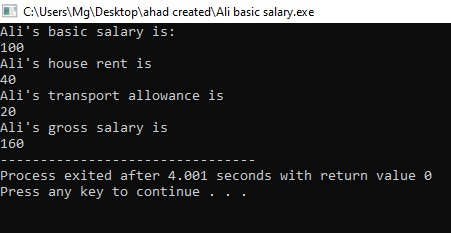 C:\Users\Mg\Desktop\ahad created\Ali basic salary.exe
Ali's basic salary is:
100
Ali's house rent is
40
Ali's transport allowance is
20
Ali's gross salary is
160
--------------------------------
Process exited after 4.001 seconds with return value 0
Press any key to continue . . .